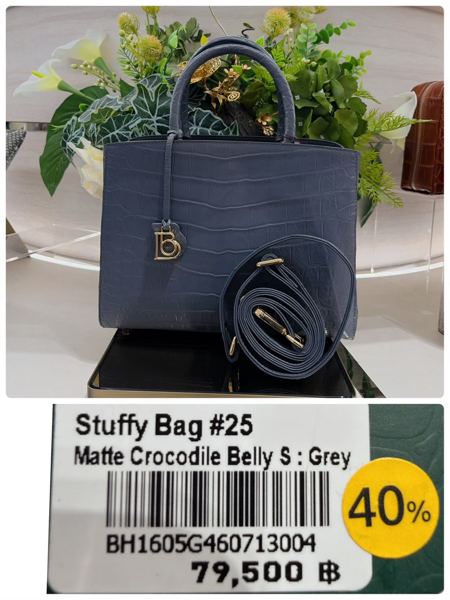 B
Stuffy Bag #25
Matte Crocodile Belly S : Grey
40%
BH1605G460713004
79,500 ฿